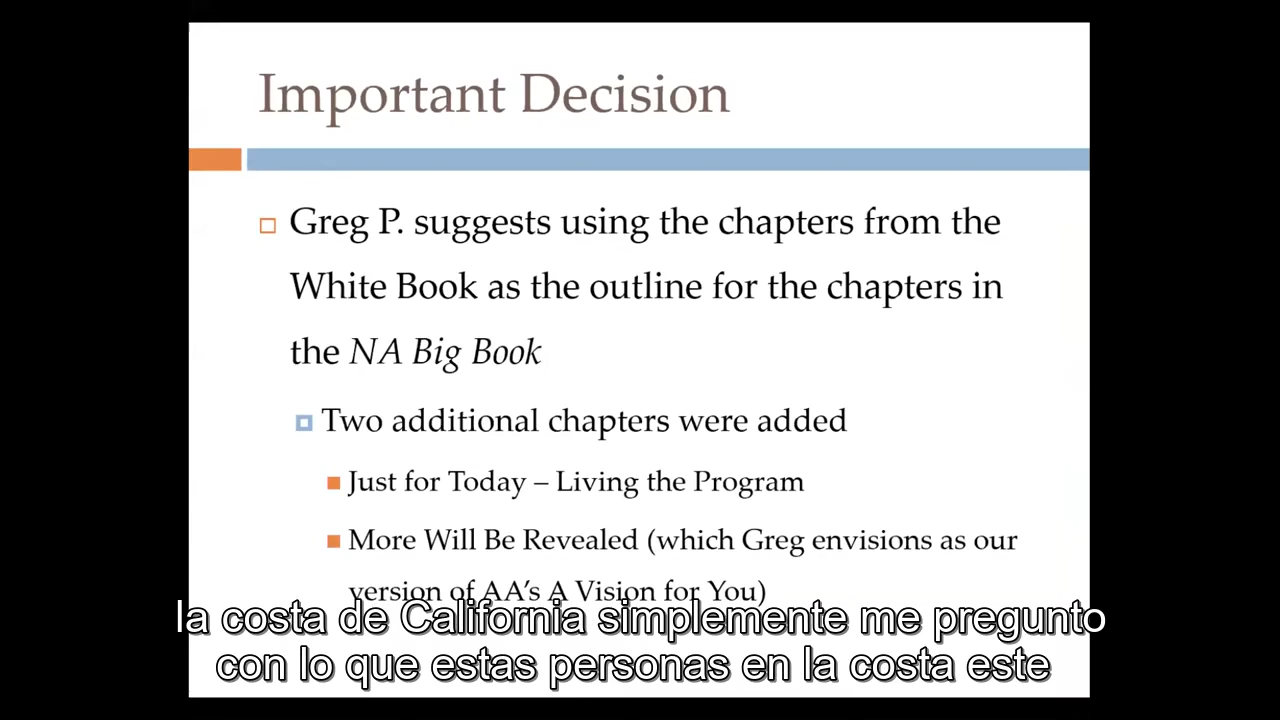 Important Decision
Greg P. suggests using the chapters from the
White Book as the outline for the chapters in
the NA Big Book
Two additional chapters were added
Just for Today – Living the Program
More Will Be Revealed (which Greg envisions as our
version of AA's A Vision for You)
la costa de California simplemente me pregunto
con lo que estas personas en la costa este